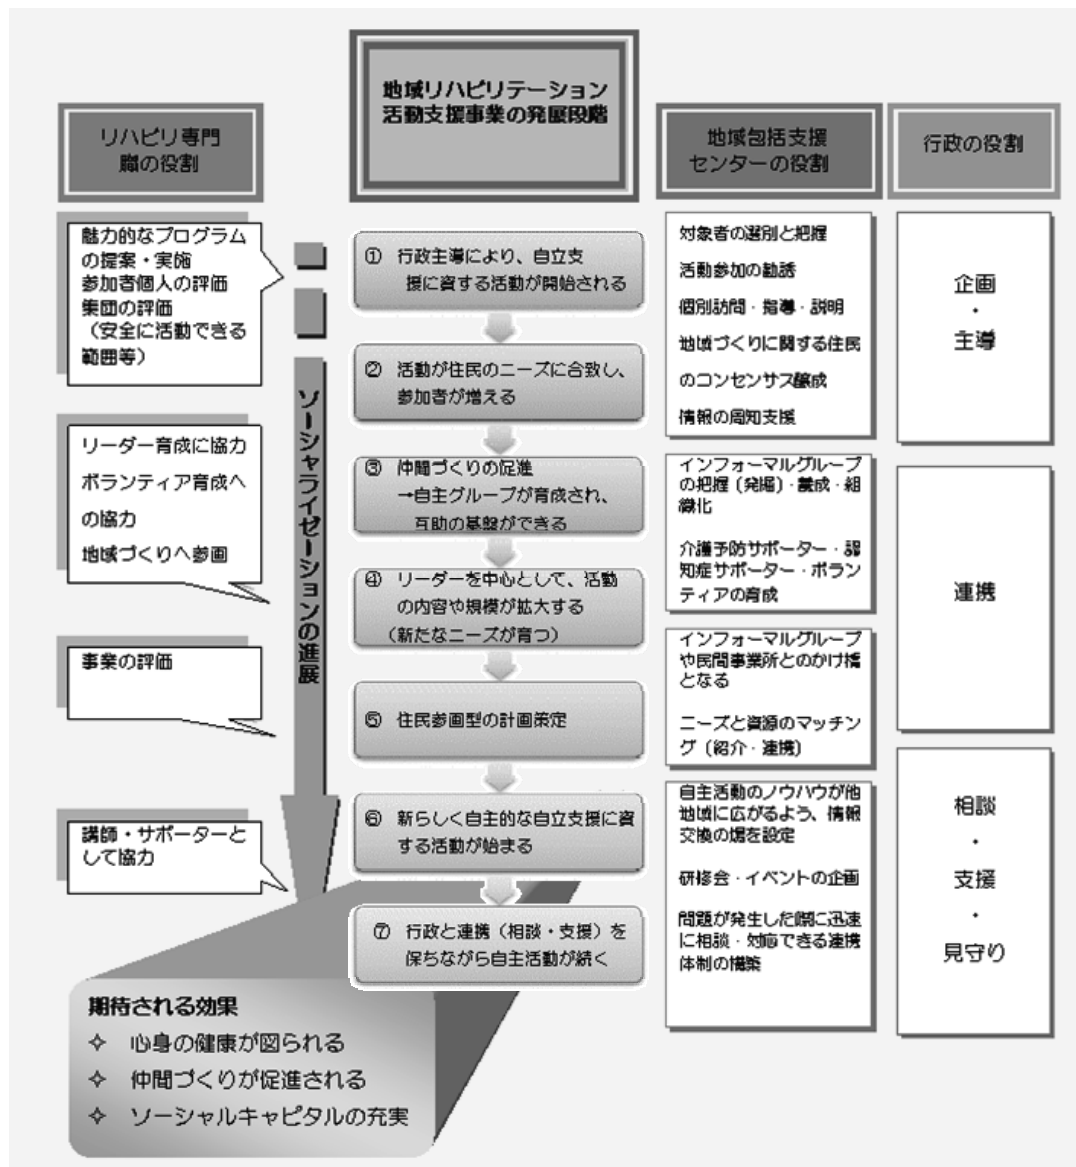 地域リハビリテーション
活動支援事業の発展段階
リハビリ専門
職の役割
地域包括支援
センターの役割
行政の役割
魅力的なプログラム
の提案・実施
参加者個人の評価
集団の評価
（安全に活動できる
範囲等）
リーダー育成に協力
ボランティア育成へ
の協力
地域づくりへ参画
事業の評価
講師・サポーターと
して協力
ソーシャライゼーションの進展
① 行政主導により、自立支
援に資する活動が開始される
② 活動が住民のニーズに合致し、
参加者が増える
③ 仲間づくりの促進
→自主グループが育成され、
互助の基盤ができる
④ リーダーを中心として、活動
の内容や規模が拡大する
（新たなニーズが育つ）
⑤ 住民参画型の計画策定
⑥ 新らしく自主的な自立支援に資
する活動が始まる
⑦ 行政と連携（相談・支援）を
保ちながら自主活動が続く
対象者の選別と把握
活動参加の勧誘
個別訪問・指導・説明
地域づくりに関する住民
のコンセンサス醸成
情報の周知支援
インフォーマルグループ
の把握（発掘）・養成・組
織化
介護予防サポーター・認
知症サポーター・ボラン
ティアの育成
インフォーマルグループ
や民間事業所とのかけ橋
となる
ニーズと資源のマッチン
グ（紹介・連携）
自主活動のノウハウが他
地域に広がるよう、情報
交換の場を設定
研修会・イベントの企画
問題が発生した際に迅速
に相談・対応できる連携
体制の構築
企画
・
主導
連携
相談
・
支援
・
見守り
期待される効果
✧ 心身の健康が図られる
✧ 仲間づくりが促進される
✧ ソーシャルキャピタルの充実